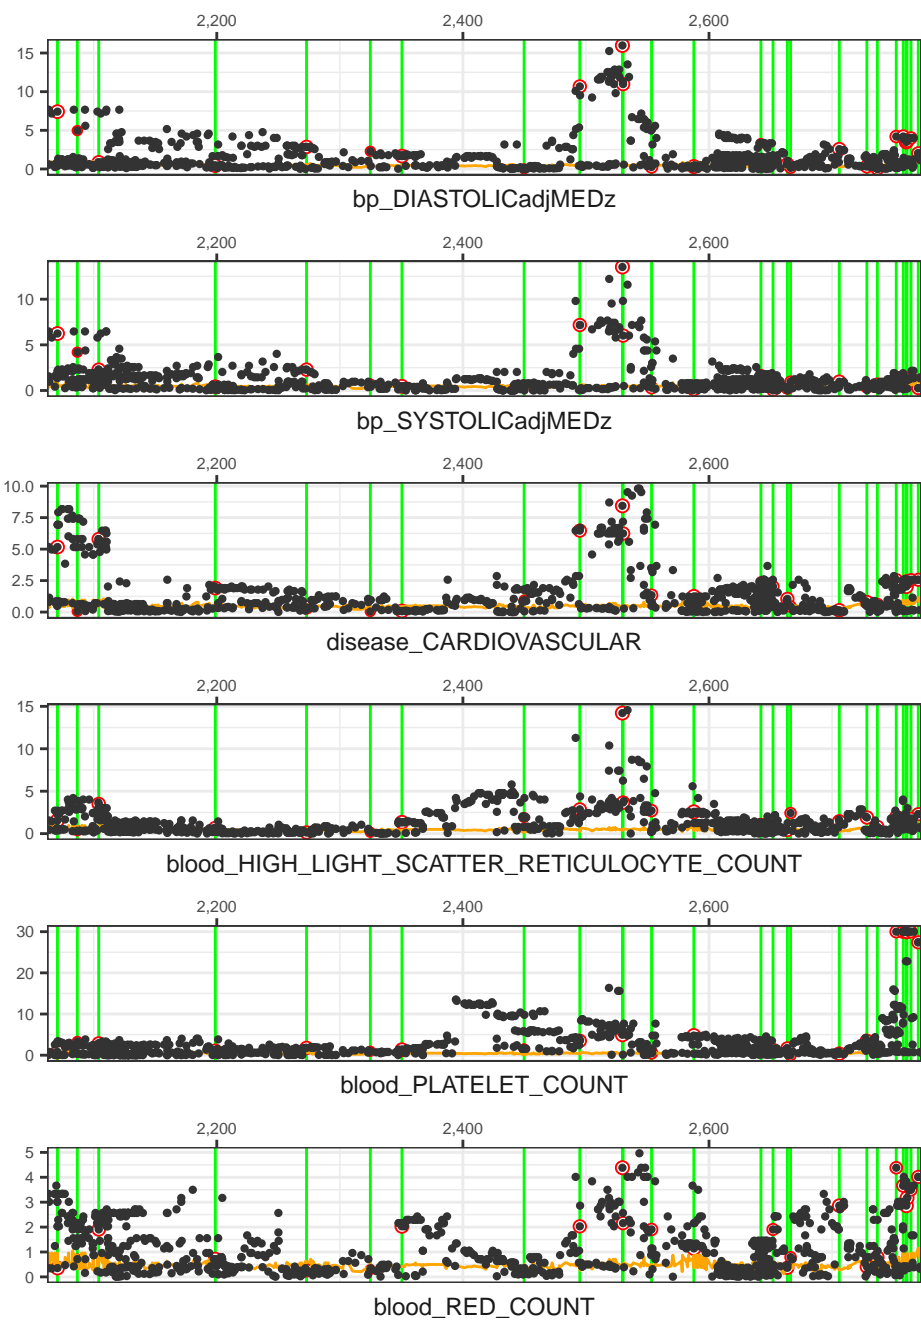 2,200 2,400 2,600
15
10
5
0
bp_DIASTOLICadjMEDz
2,200 2,400 2,600
10
5
0
bp_SYSTOLICadjMEDz
2,200 2,400 2,600
10.0
7.5
5.0
2.5
0.0
disease_CARDIOVASCULAR
2,200 2,400 2,600
15
10
5
0
blood_HIGH_LIGHT_SCATTER_RETICULOCYTE_COUNT
2,200 2,400 2,600
30
20
10
0
blood_PLATELET_COUNT
2,200 2,400 2,600
5
4
3
2
1
0
blood_RED_COUNT